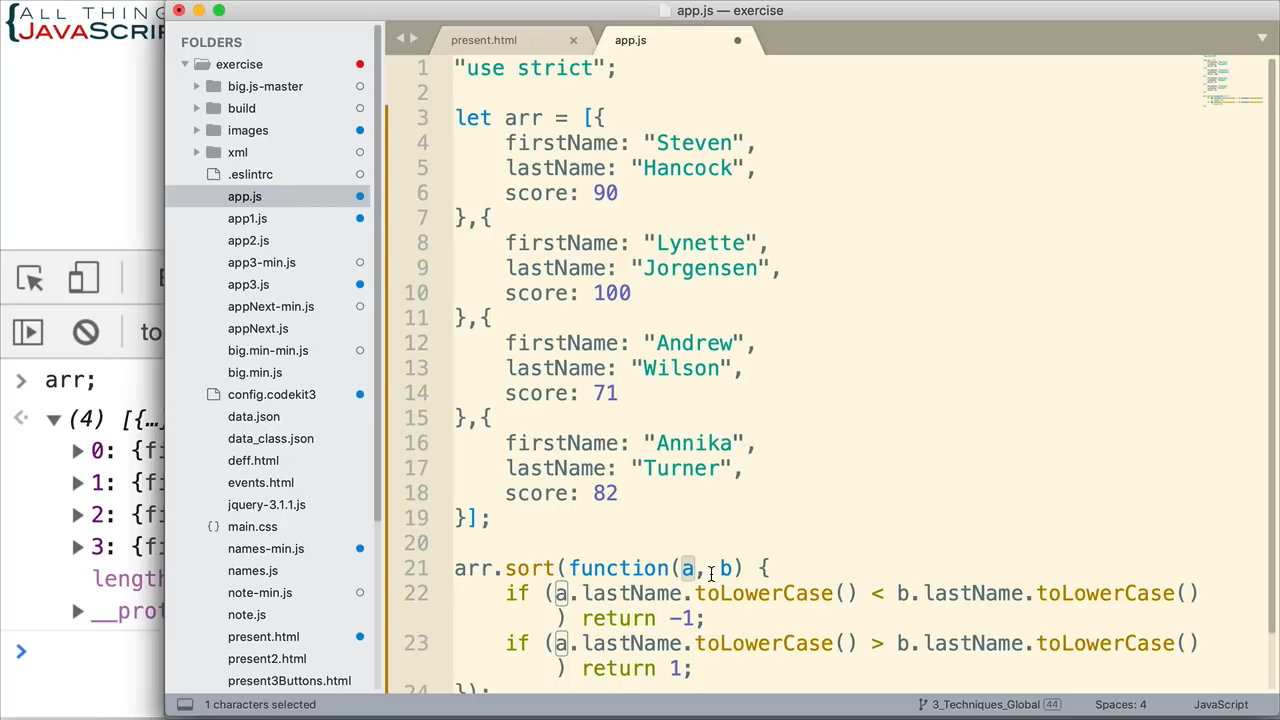 ALL THIN
{JAVASCRI
app.js — exercise
FOLDERS
exercise
big.js-master
build
images
xml
.eslintrc
app.js
app1.js
app2.js
app3-min.js
app3.js
appNext-min.js
appNext.js
big.min-min.js
big.min.js
config.codekit3
data.json
data_class.json
deff.html
events.html
jquery-3.1.1.js
{} main.css
names-min.js
names.js
note-min.js
note.js
present.html
present2.html
present3Buttons.html
present.html ×
app.js
1 "use strict";
2
3 let arr = [{
4 firstName: "Steven",
5 lastName: "Hancock",
6 score: 90
7 },{
8 firstName: "Lynette",
9 lastName: "Jorgensen",
10 score: 100
11 },{
12 firstName: "Andrew",
13 lastName: "Wilson",
14 score: 71
15 },{
16 firstName: "Annika",
17 lastName: "Turner",
18 score: 82
19 }];
20
21 arr.sort(function(a, b) {
22 if (a.lastName.toLowerCase() < b.lastName.toLowerCase()
) return -1;
23 if (a.lastName.toLowerCase() > b.lastName.toLowerCase()
) return 1;
24 });
to
> arr;
(4) [{…}
0: {fi
1: {fi
2: {fi
3: {fi
length
__prot
>
1 characters selected
3_Techniques_Global 44
Spaces: 4
JavaScript